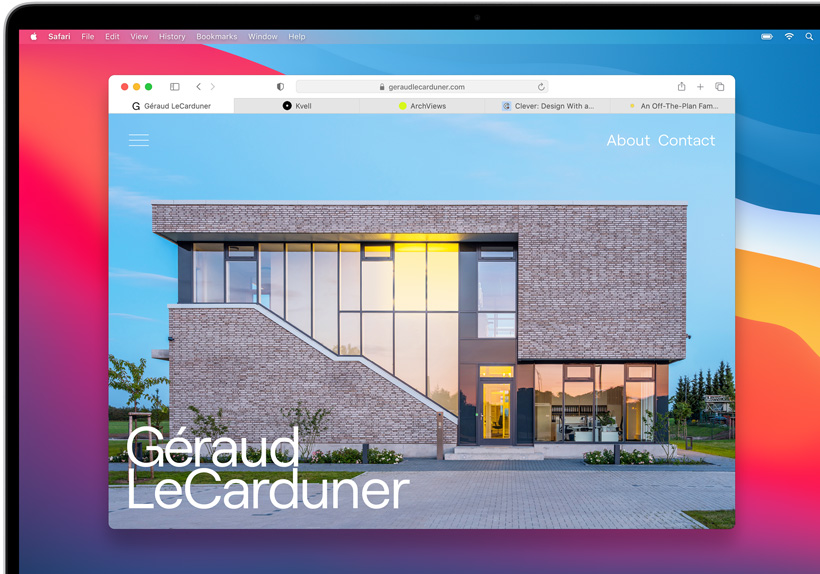 Safari File Edit View History Bookmarks Window Help
geraudlecarduner.com
G Géraud LeCarduner Kvell ArchViews Clever: Design With a... An Off-The-Plan Fam...
About Contact
Géraud
LeCarduner